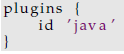 plugins {
    id 'java'
}